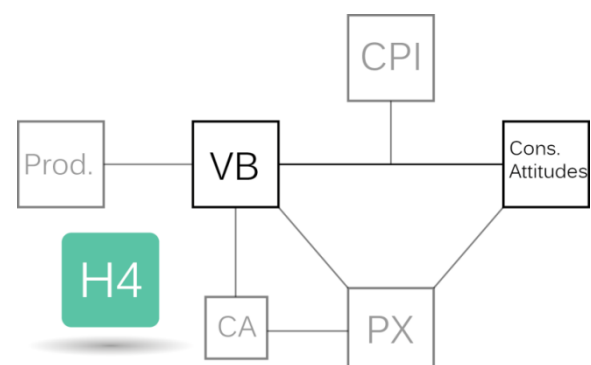 CPI
Prod.
VB
Cons.
Attitudes
H4
CA
PX